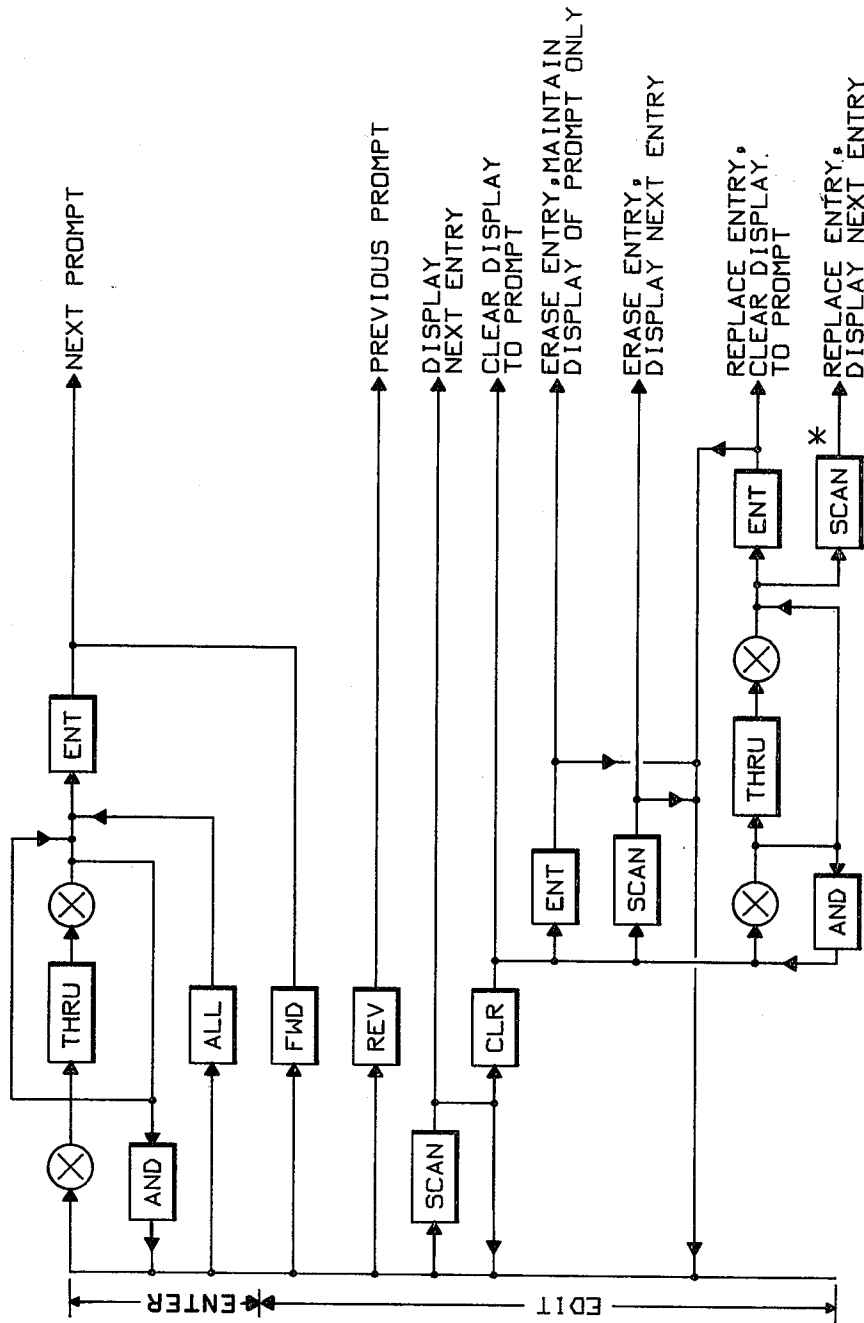 THRU
ENT
NEXT PROMPT
AND
ALL
FWD
REV
PREVIOUS PROMPT
SCAN
DISPLAY
NEXT ENTRY
CLR
CLEAR DISPLAY
TO PROMPT
ENT
ERASE ENTRY, MAINTAIN
DISPLAY OF PROMPT ONLY
SCAN
ERASE ENTRY,
DISPLAY NEXT ENTRY
THRU
ENT
REPLACE ENTRY,
CLEAR DISPLAY.
TO PROMPT
AND
SCAN
*
REPLACE ENTRY,
DISPLAY NEXT ENTRY
ENTER
EDIT